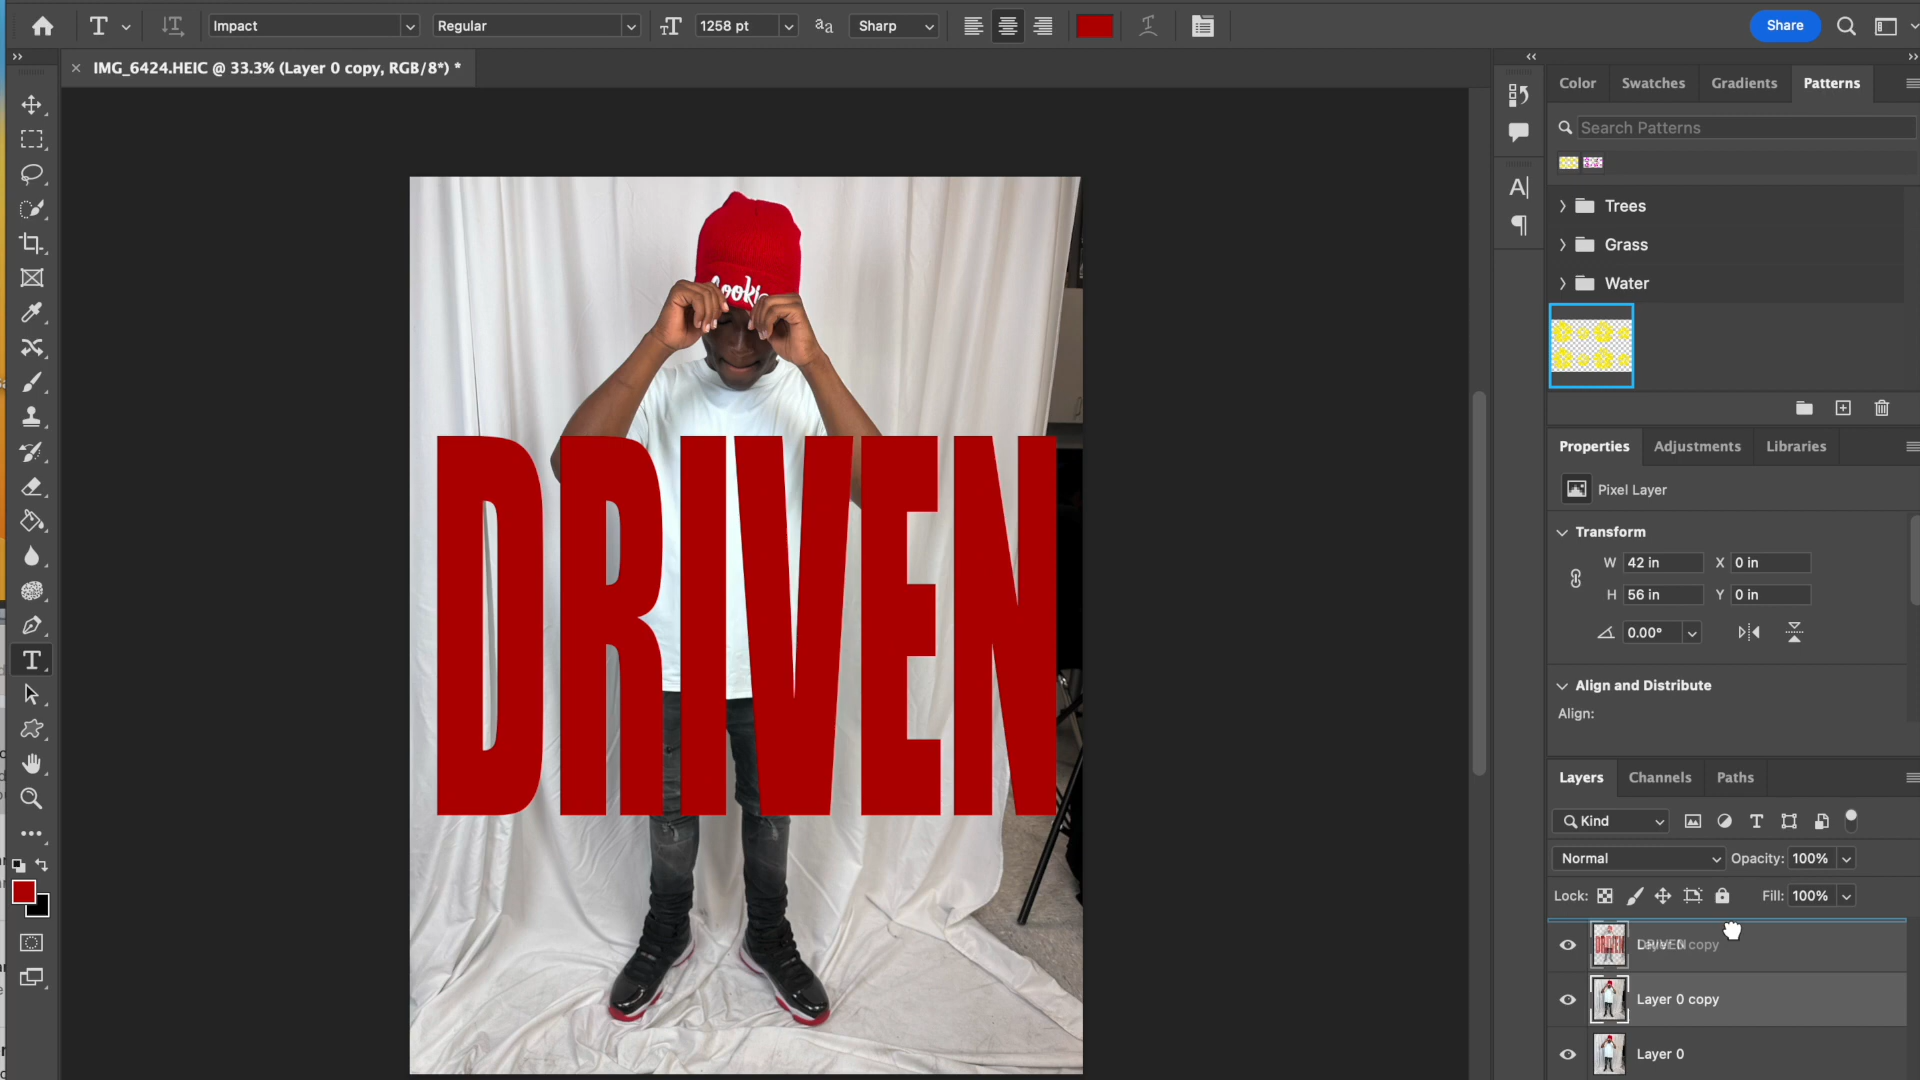 Impact
Regular
1258 pt
Sharp
Share
IMG_6424.HEIC @ 33.3% (Layer 0 copy, RGB/8*) *
Color
Swatches
Gradients
Patterns
Search Patterns
Trees
Grass
Water
DRIVEN
Properties
Adjustments
Libraries
Pixel Layer
Transform
W 42 in X 0 in
H 56 in Y 0 in
0.00°
Align and Distribute
Align:
Layers
Channels
Paths
Kind
Normal
Opacity: 100%
Lock:
Fill: 100%
Layer 0 copy
Layer 0